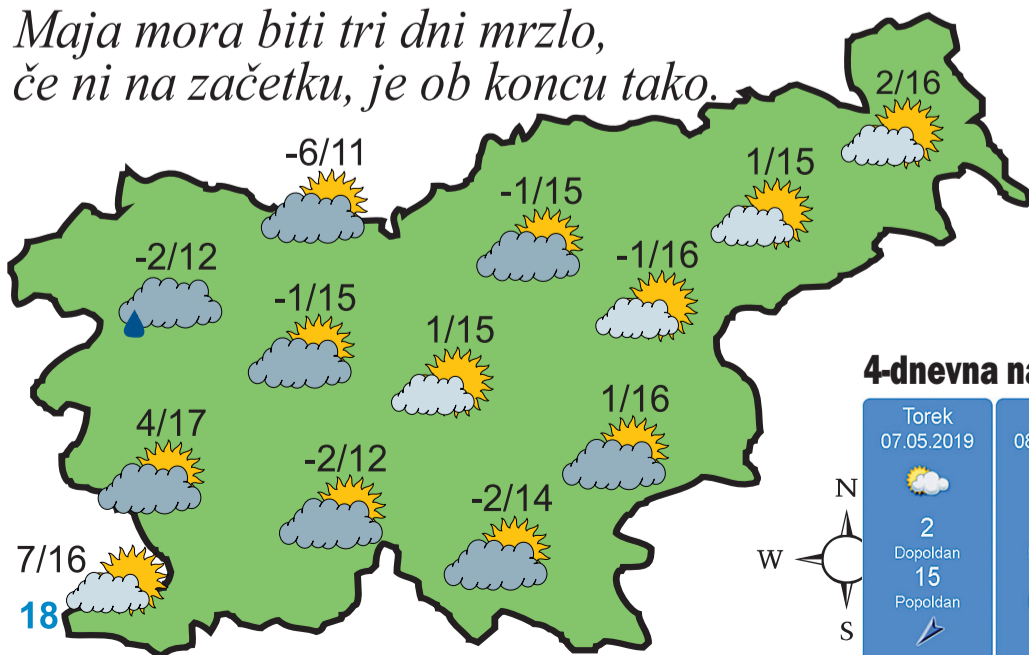 Maja mora biti tri dni mrzlo,
če ni na začetku, je ob koncu tako.
2/16
-6/11
1/15
-1/15
-2/12
-1/16
-1/15
1/15
4/17
1/16
-2/12
-2/14
7/16
18
4-dnevna na
Torek
07.05.2019
08
2
Dopoldan
15
Popoldan
N
W
S